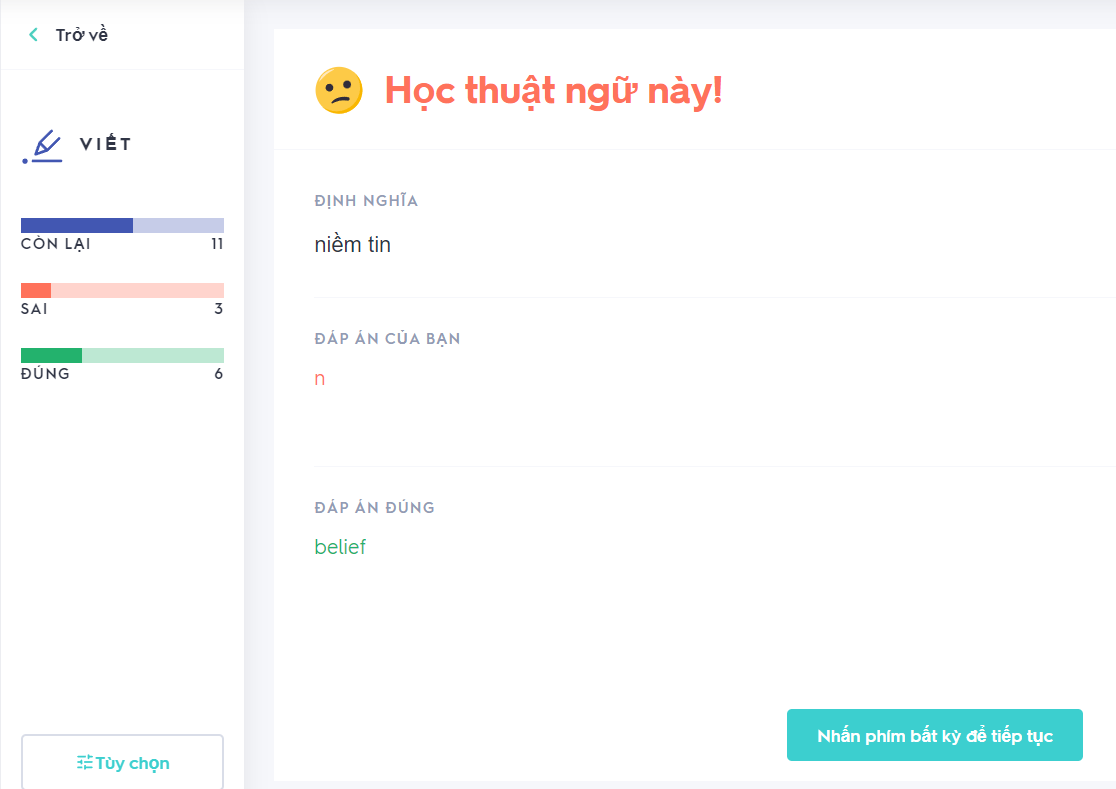 Trở về
VIẾT
CÒN LẠI 11
SAI 3
ĐÚNG 6
Tùy chọn
Học thuật ngữ này!
ĐỊNH NGHĨA
niềm tin
ĐÁP ÁN CỦA BẠN
n
ĐÁP ÁN ĐÚNG
belief
Nhấn phím bất kỳ để tiếp tục